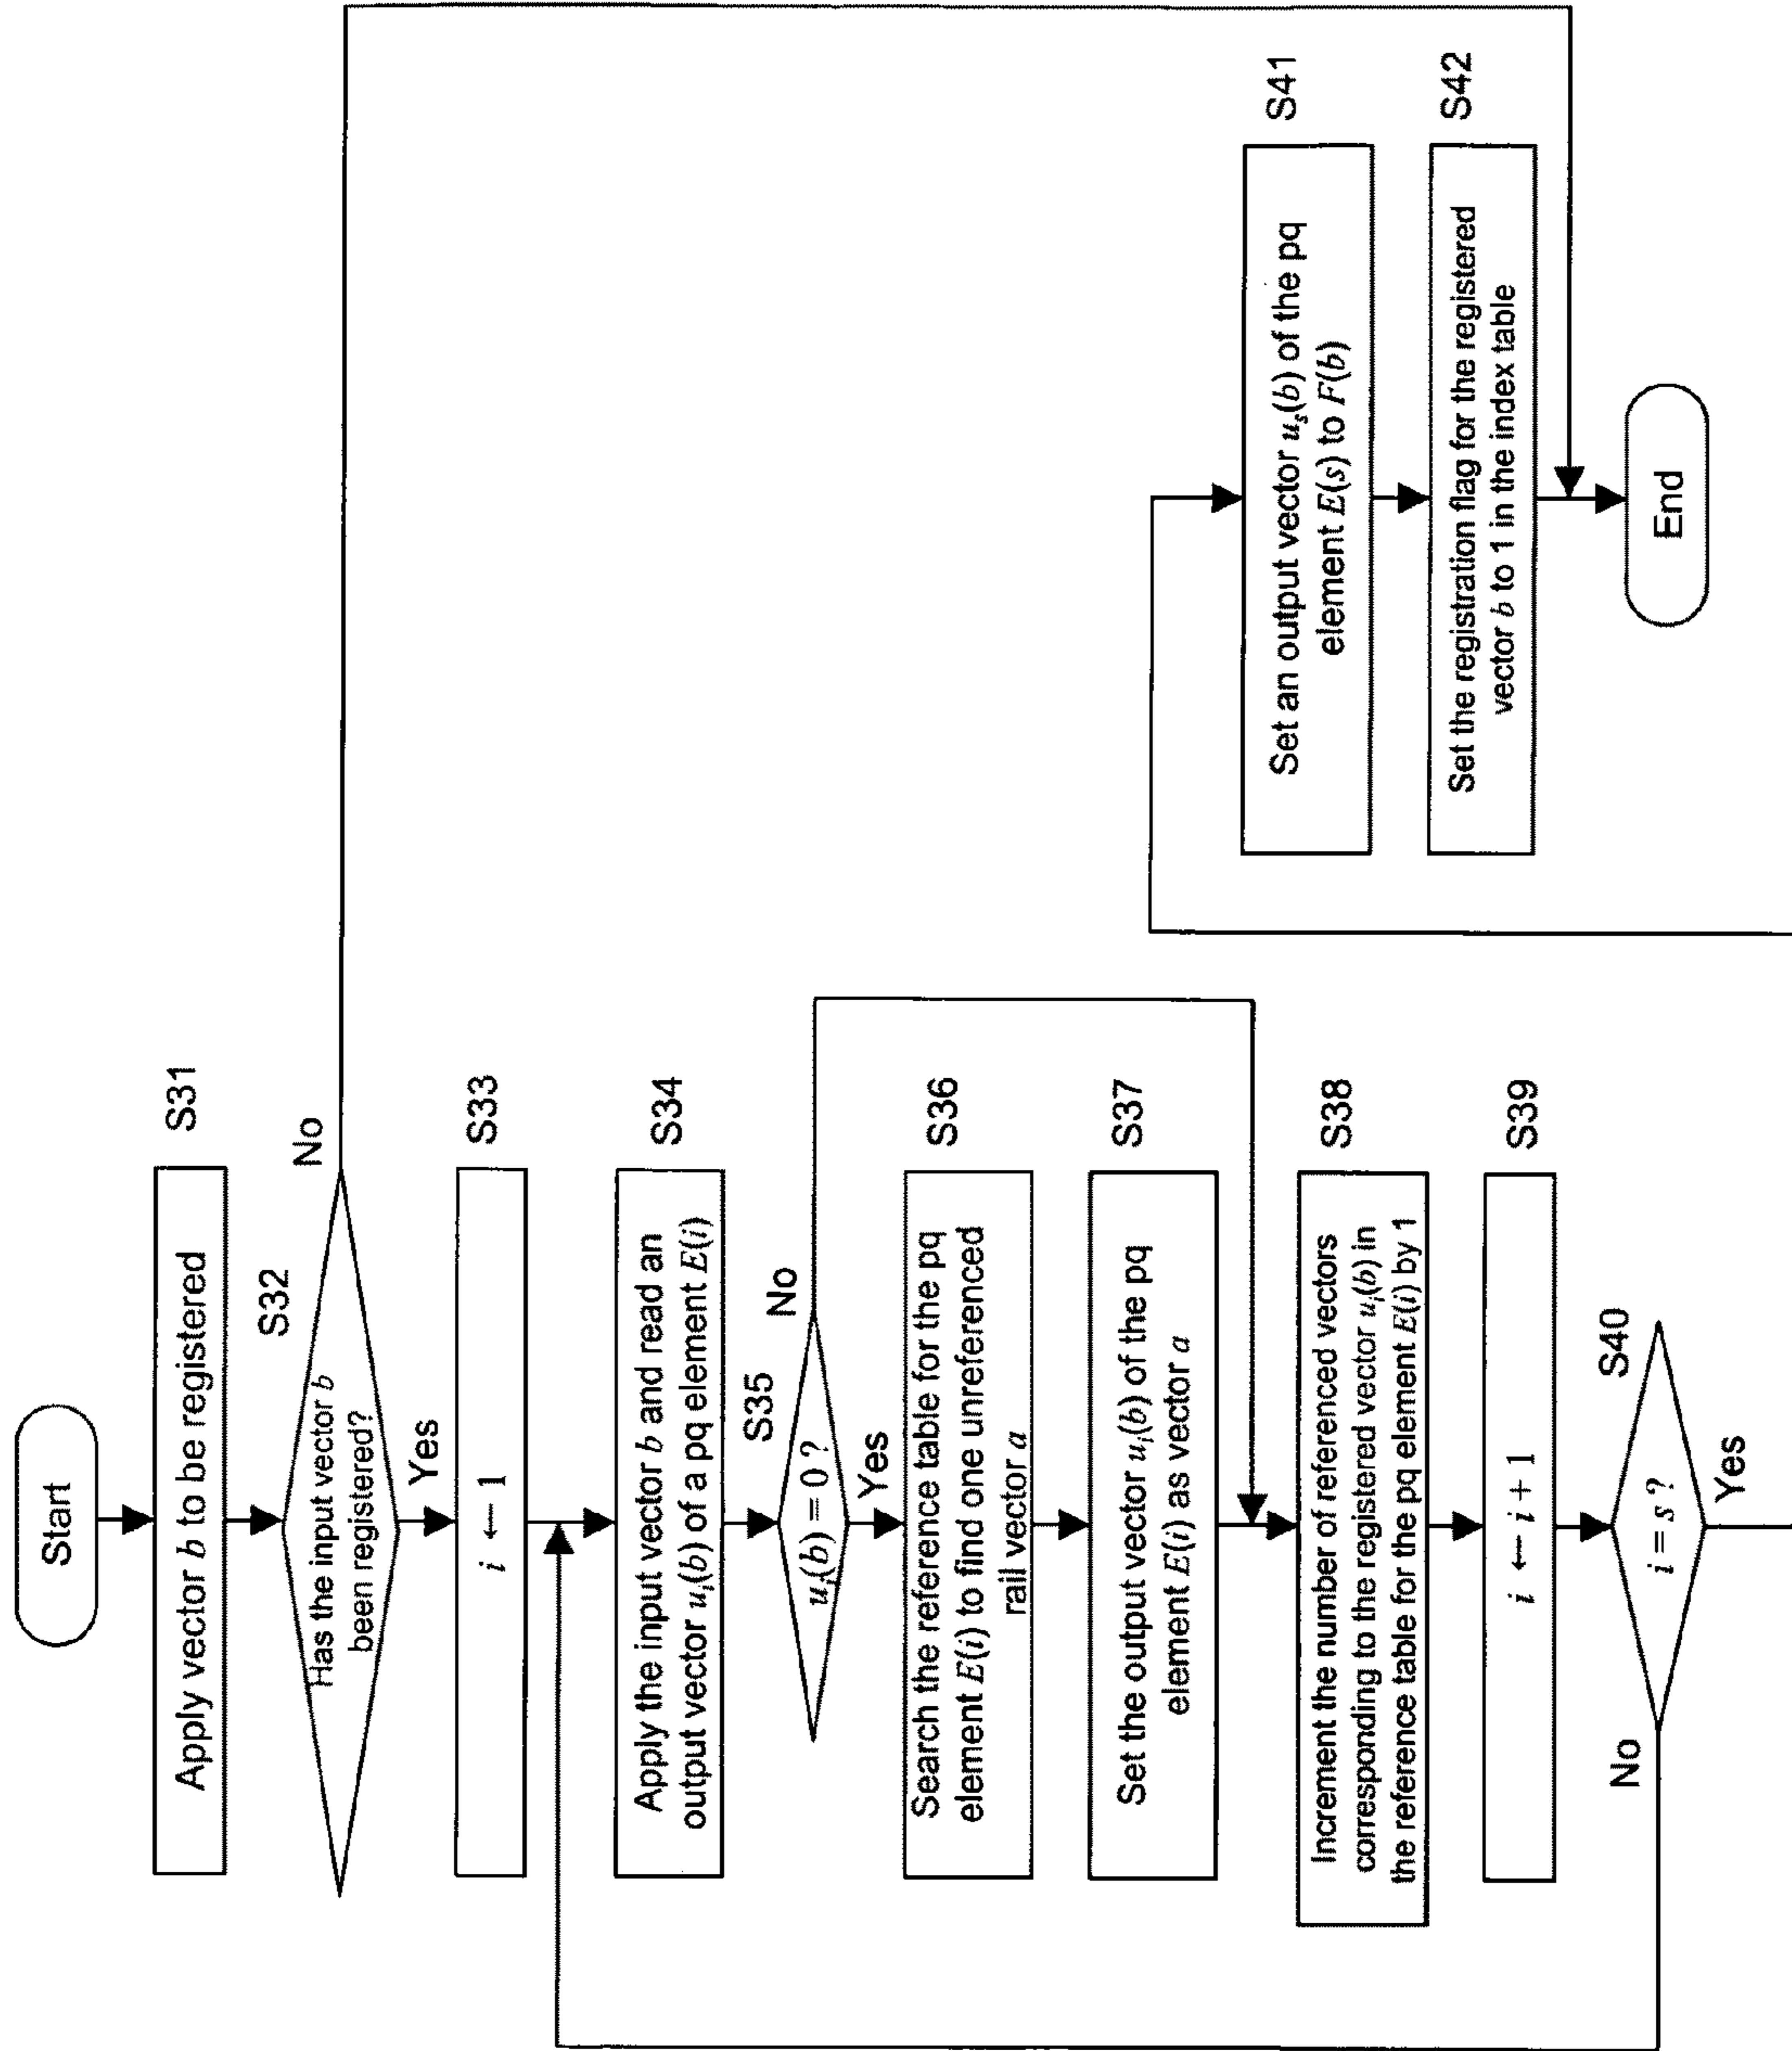 Start
Apply vector b to be registered
S31
S32
Has the input vector b
been registered?
No
Yes
i ← 1
S33
Apply the input vector b and read an
output vector uᵢ(b) of a pq element E(i)
S34
S35
uᵢ(b) = 0 ?
No
Yes
Search the reference table for the pq
element E(i) to find one unreferenced
rail vector a
S36
Set the output vector uᵢ(b) of the pq
element E(i) as vector a
S37
Increment the number of referenced vectors
corresponding to the registered vector uᵢ(b) in
the reference table for the pq element E(i) by 1
S38
i ← i + 1
S39
S40
i = s ?
No
Yes
Set an output vector uₛ(b) of the pq
element E(s) to F(b)
S41
Set the registration flag for the registered
vector b to 1 in the index table
S42
End